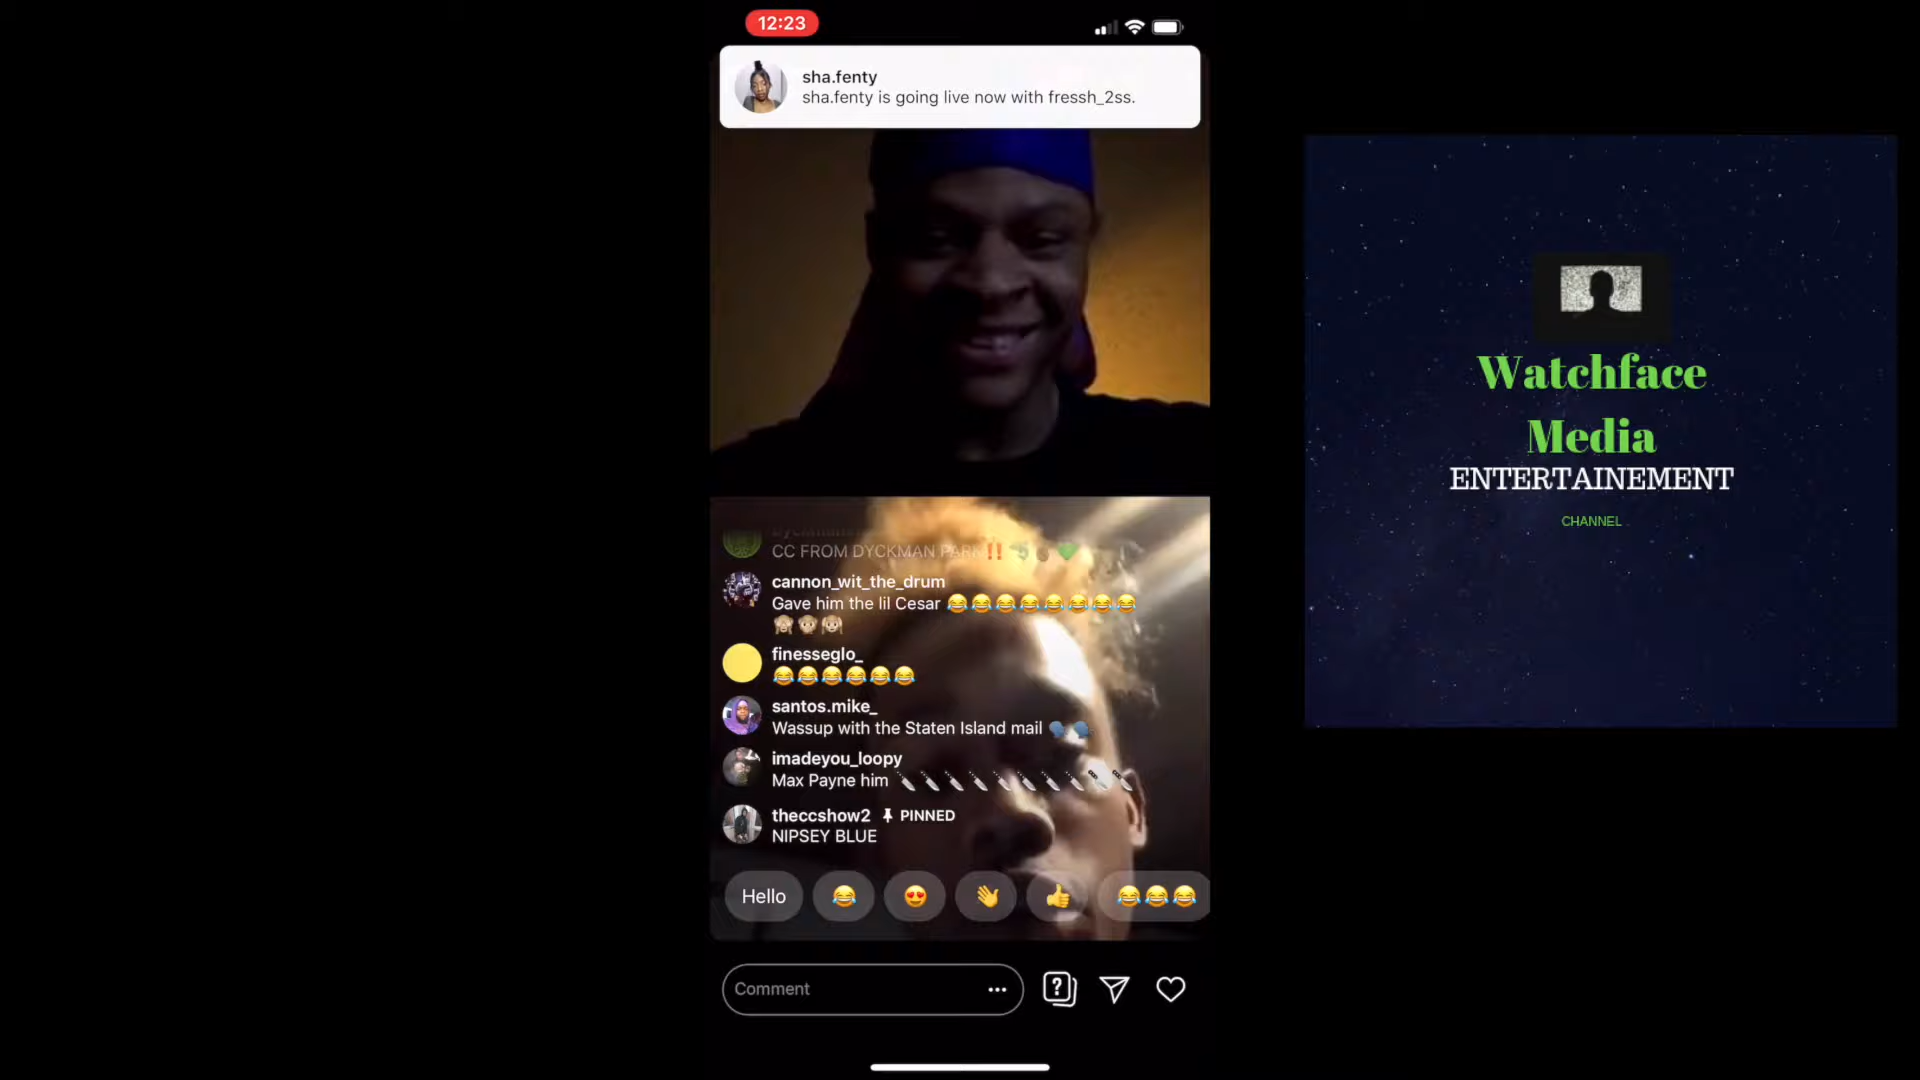 12:23
sha.fenty
sha.fenty is going live now with fressh_2ss.
CC FROM DYCKMAN PARK‼️
cannon_wit_the_drum
Gave him the lil Cesar 😂😂😂😂😂😂😂😂
🙈🙊🙉
finesseglo_
😂😂😂😂😂😂
santos.mike_
Wassup with the Staten Island mail 🗣🗣
imadeyou_loopy
Max Payne him 🔪🔪🔪🔪🔪🔪🔪🔪🔪🔪
theccshow2 📌 PINNED
NIPSEY BLUE
Hello 😂 😍 👋 👍 😂😂😂
Comment
Watchface
Media
ENTERTAINEMENT
CHANNEL